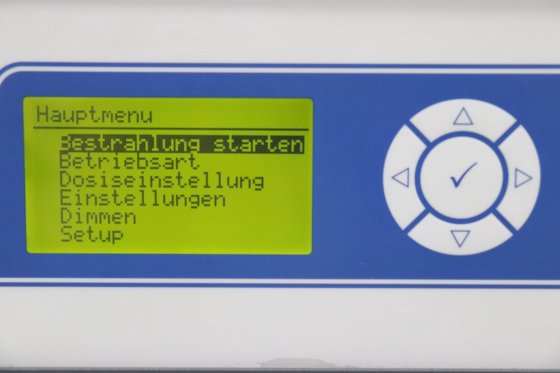 Hauptmenu
Bestrahlung starten
Betriebsart
Dosiseinstellung
Einstellungen
Dimmen
Setup